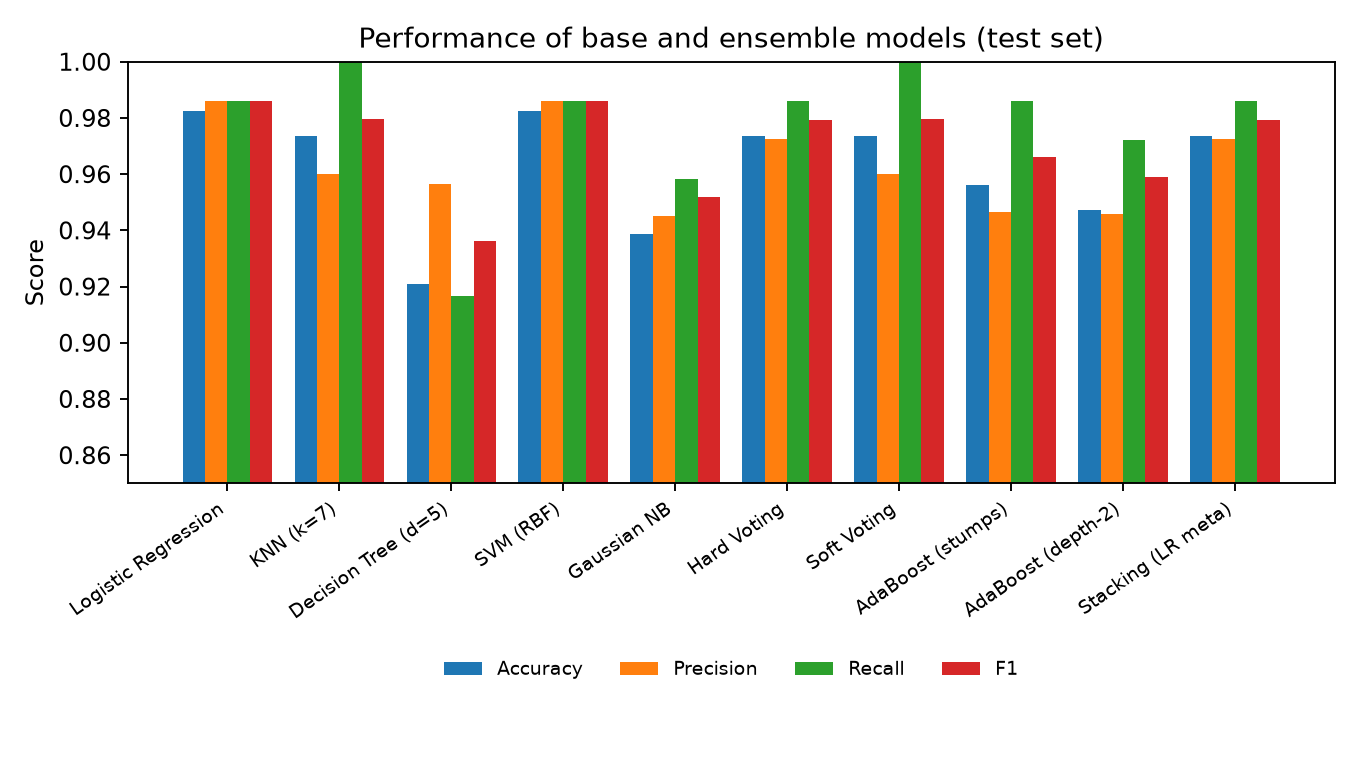 Performance of base and ensemble models (test set)
Score
1.00
0.98
0.96
0.94
0.92
0.90
0.88
0.86
Logistic Regression
KNN (k=7)
Decision Tree (d=5)
SVM (RBF)
Gaussian NB
Hard Voting
Soft Voting
AdaBoost (stumps)
AdaBoost (depth-2)
Stacking (LR meta)
Accuracy Precision Recall F1